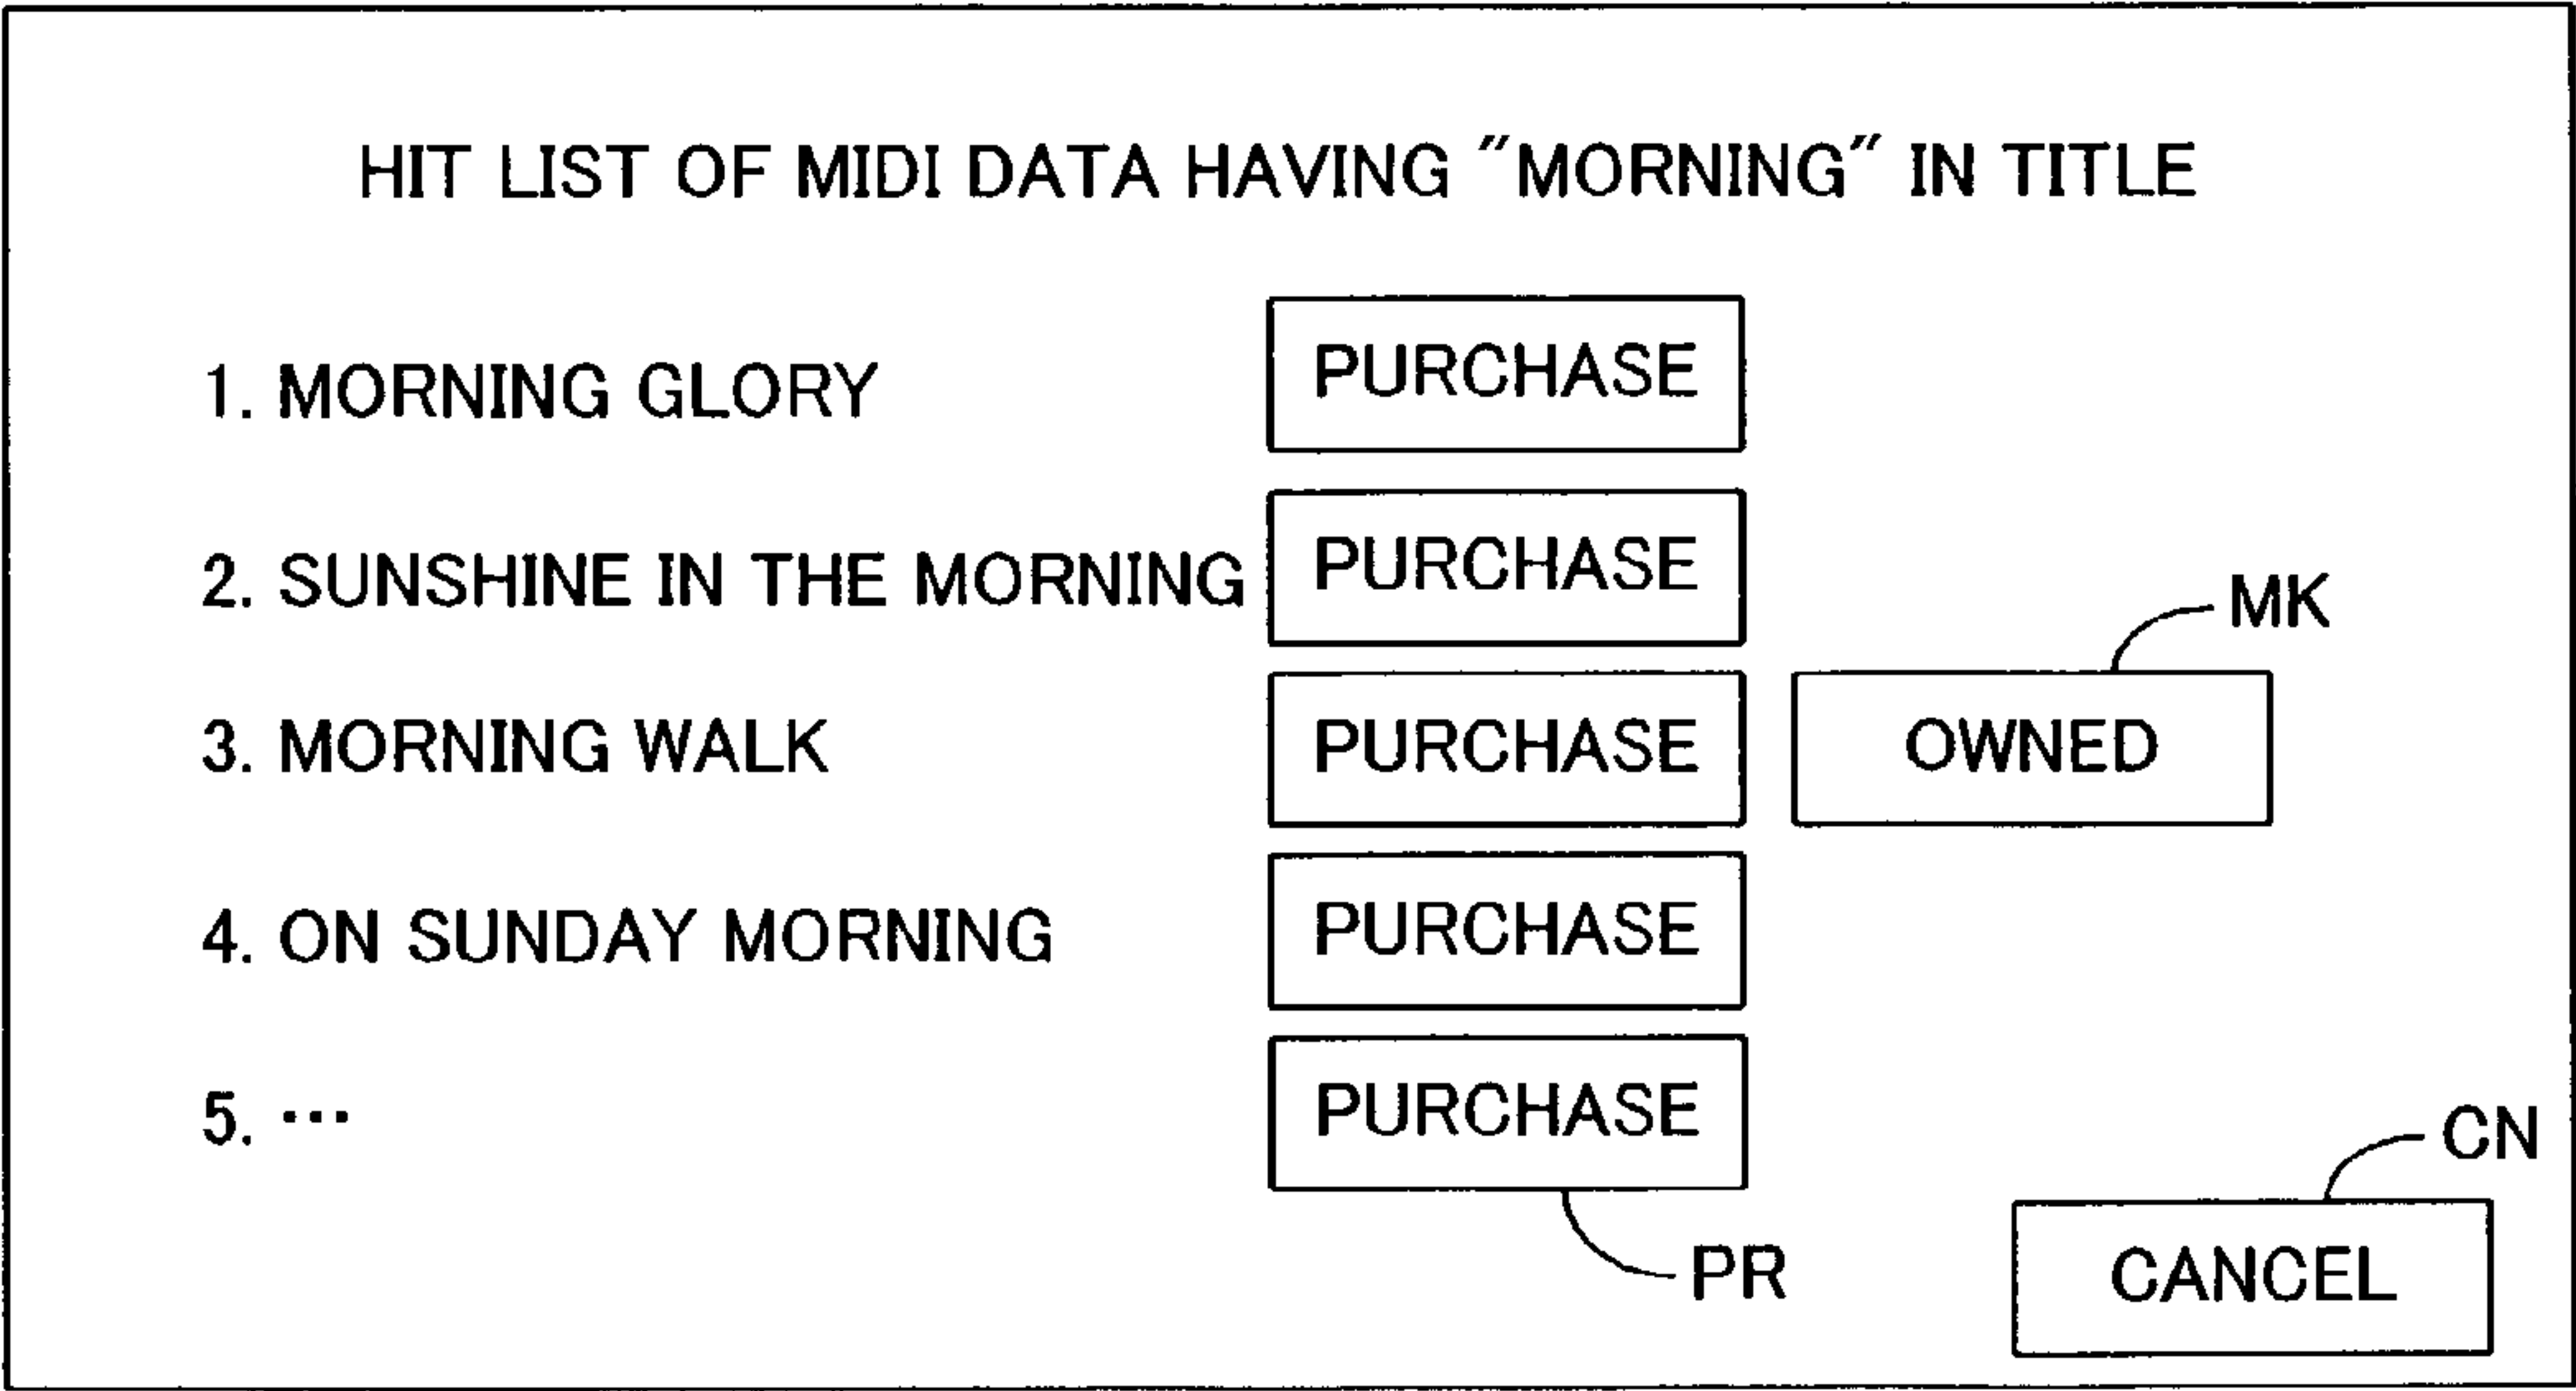 HIT LIST OF MIDI DATA HAVING "MORNING" IN TITLE
1. MORNING GLORY PURCHASE
2. SUNSHINE IN THE MORNING PURCHASE
MK
3. MORNING WALK PURCHASE OWNED
4. ON SUNDAY MORNING PURCHASE
5. ··· PURCHASE
CN
PR
CANCEL